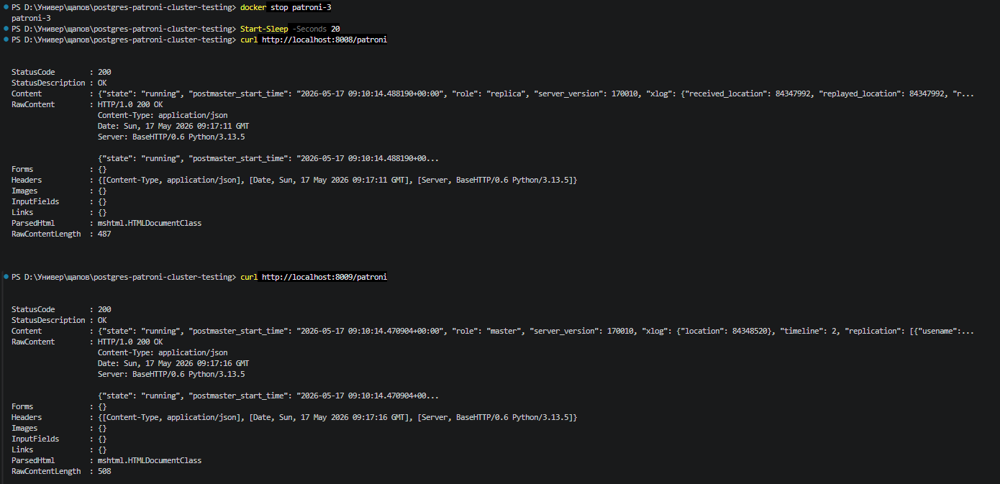 PS D:\Универ\щапов\postgres-patroni-cluster-testing> docker stop patroni-3
patroni-3
PS D:\Универ\щапов\postgres-patroni-cluster-testing> Start-Sleep -Seconds 20
PS D:\Универ\щапов\postgres-patroni-cluster-testing> curl http://localhost:8008/patroni
StatusCode : 200
StatusDescription : OK
Content : {"state": "running", "postmaster_start_time": "2026-05-17 09:10:14.488190+00:00", "role": "replica", "server_version": 170010, "xlog": {"received_location": 84347992, "replayed_location": 84347992, "r...
RawContent : HTTP/1.0 200 OK
Content-Type: application/json
Date: Sun, 17 May 2026 09:17:11 GMT
Server: BaseHTTP/0.6 Python/3.13.5
{"state": "running", "postmaster_start_time": "2026-05-17 09:10:14.488190+00...
Forms : {}
Headers : {[Content-Type, application/json], [Date, Sun, 17 May 2026 09:17:11 GMT], [Server, BaseHTTP/0.6 Python/3.13.5]}
Images : {}
InputFields : {}
Links : {}
ParsedHtml : mshtml.HTMLDocumentClass
RawContentLength : 487
PS D:\Универ\щапов\postgres-patroni-cluster-testing> curl http://localhost:8009/patroni
StatusCode : 200
StatusDescription : OK
Content : {"state": "running", "postmaster_start_time": "2026-05-17 09:10:14.470904+00:00", "role": "master", "server_version": 170010, "xlog": {"location": 84348520}, "timeline": 2, "replication": [{"usename":...
RawContent : HTTP/1.0 200 OK
Content-Type: application/json
Date: Sun, 17 May 2026 09:17:16 GMT
Server: BaseHTTP/0.6 Python/3.13.5
{"state": "running", "postmaster_start_time": "2026-05-17 09:10:14.470904+00...
Forms : {}
Headers : {[Content-Type, application/json], [Date, Sun, 17 May 2026 09:17:16 GMT], [Server, BaseHTTP/0.6 Python/3.13.5]}
Images : {}
InputFields : {}
Links : {}
ParsedHtml : mshtml.HTMLDocumentClass
RawContentLength : 508